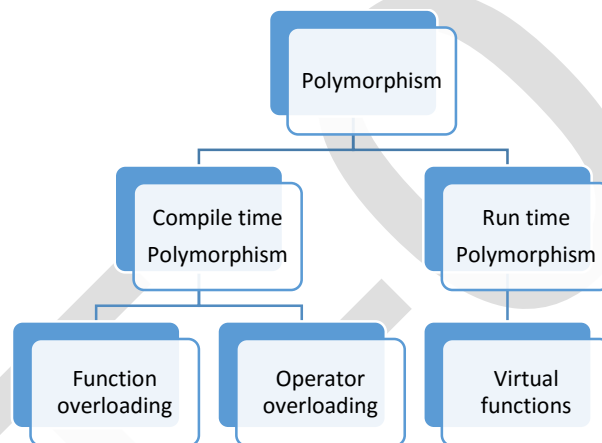 Polymorphism
Compile time
Polymorphism
Run time
Polymorphism
Function
overloading
Operator
overloading
Virtual
functions